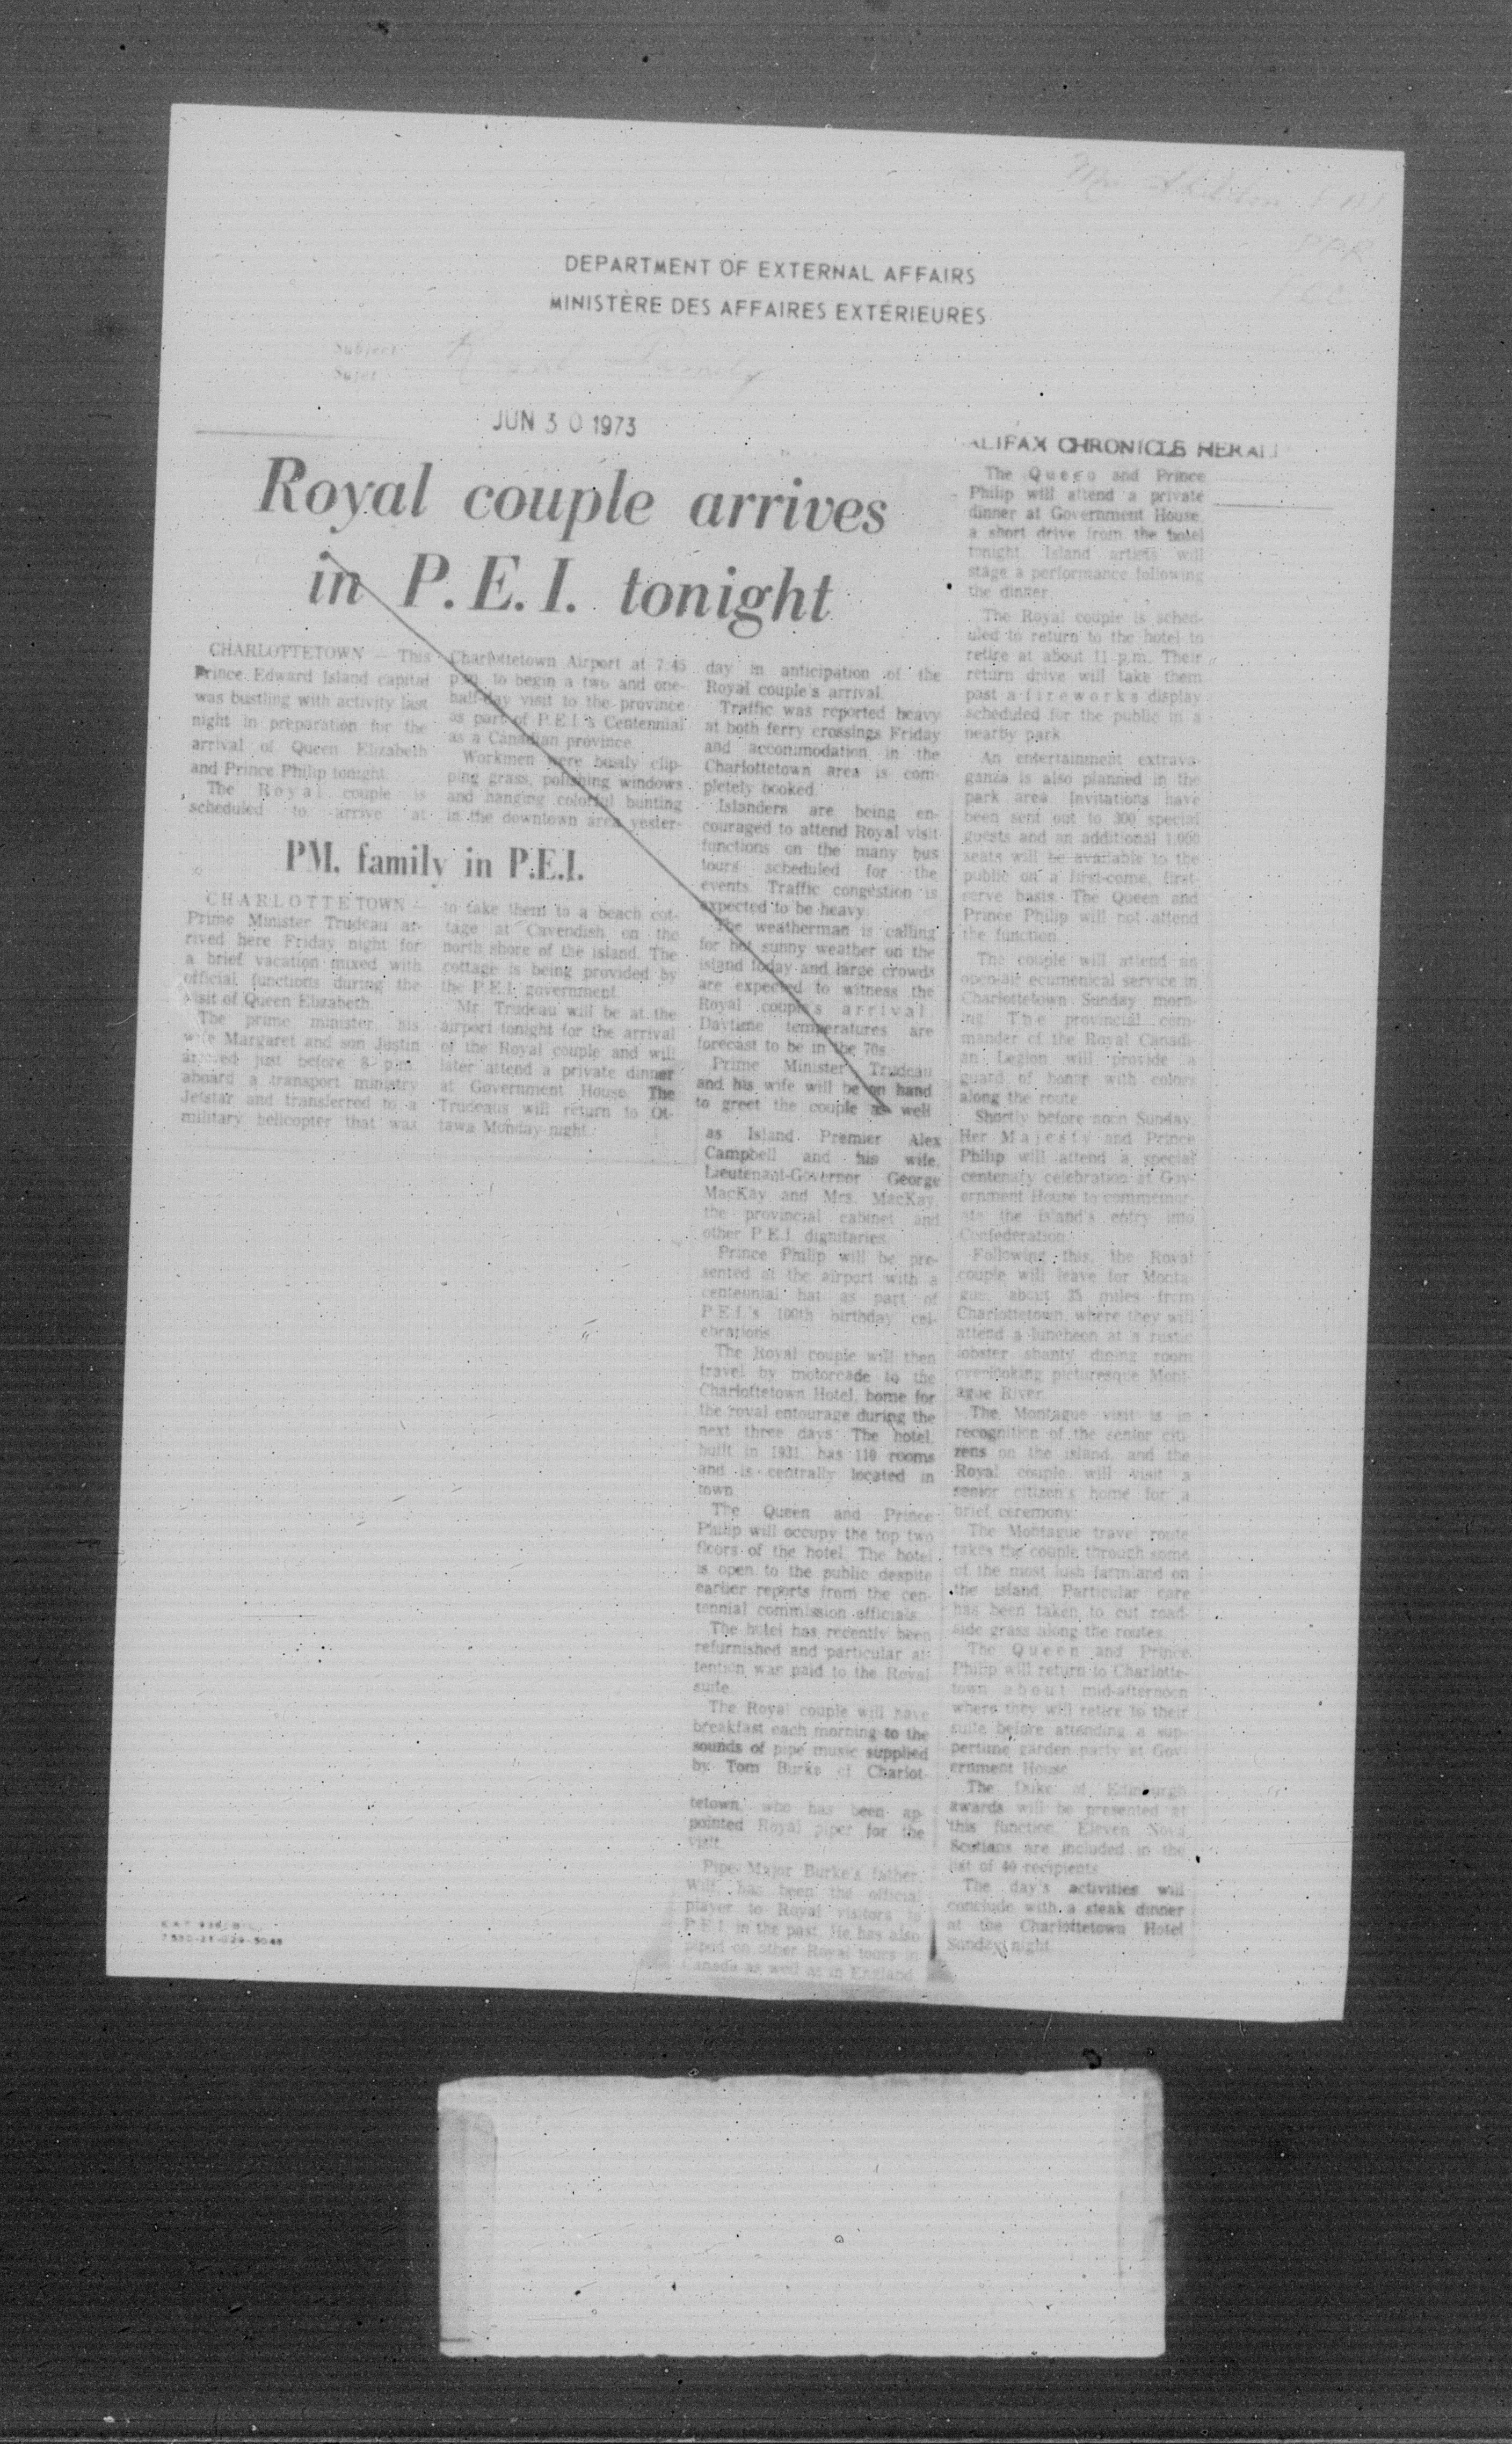 DEPARTMENT OF EXTERNAL AFFAIRS
MINISTÈRE DES AFFAIRES EXTÉRIEURES
Subject
Sujet
Royal Family
JUN 30 1973
ALIFAX CHRONICLE HERAL
Royal couple arrives
in P.E.I. tonight
CHARLOTTETOWN — This
Prince Edward Island capital
was bustling with activity last
night in preparation for the
arrival of Queen Elizabeth
and Prince Philip tonight.
The Royal couple is
scheduled to arrive at
Charlottetown Airport at 7:45
p.m. to begin a two and one-
half-day visit to the province
as part of P.E.I.'s Centennial
as a Canadian province.
Workmen were busily clip-
ping grass, polishing windows
and hanging colorful bunting
in the downtown area yester-
day in anticipation of the
Royal couple's arrival.
Traffic was reported heavy
at both ferry crossings Friday
and accommodation in the
Charlottetown area is com-
pletely booked.
Islanders are being en-
couraged to attend Royal visit
functions on the many bus
tours scheduled for the
events. Traffic congestion is
expected to be heavy.
The weatherman is calling
for hot sunny weather on the
island today and large crowds
are expected to witness the
Royal couple's arrival.
Daytime temperatures are
forecast to be in the 70s.
Prime Minister Trudeau
and his wife will be on hand
to greet the couple as well
as Island Premier Alex
Campbell and his wife,
Lieutenant-Governor George
MacKay and Mrs. MacKay,
the provincial cabinet and
other P.E.I. dignitaries.
Prince Philip will be pre-
sented at the airport with a
centennial hat as part of
P.E.I.'s 100th birthday cel-
ebrations.
The Royal couple will then
travel by motorcade to the
Charlottetown Hotel, home for
the royal entourage during the
next three days. The hotel,
built in 1931, has 110 rooms
and is centrally located in
town.
The Queen and Prince
Philip will occupy the top two
floors of the hotel. The hotel
is open to the public despite
earlier reports from the cen-
tennial commission officials.
The hotel has recently been
refurnished and particular at-
tention was paid to the Royal
suite.
The Royal couple will have
breakfast each morning to the
sounds of pipe music supplied
by Tom Burke of Charlot-
tetown, who has been ap-
pointed Royal piper for the
visit.
Pipe-Major Burke's father,
Wilf, has been the official
player to Royal visitors to
P.E.I. in the past. He has also
piped on other Royal tours in
Canada as well as in England.
The Queen and Prince
Philip will attend a private
dinner at Government House,
a short drive from the hotel
tonight. Island artists will
stage a performance following
the dinner.
The Royal couple is sched-
uled to return to the hotel to
retire at about 11 p.m. Their
return drive will take them
past a fireworks display
scheduled for the public in a
nearby park.
An entertainment extrava-
ganza is also planned in the
park area. Invitations have
been sent out to 300 special
guests and an additional 1,000
seats will be available to the
public on a first-come, first-
serve basis. The Queen and
Prince Philip will not attend
the function.
The couple will attend an
open-air ecumenical service in
Charlottetown Sunday morn-
ing. The provincial com-
mander of the Royal Canadi-
an Legion will provide a
guard of honor with colors
along the route.
Shortly before noon Sunday,
Her Majesty and Prince
Philip will attend a special
centenary celebration at Gov-
ernment House to commemor-
ate the island's entry into
Confederation.
Following this, the Royal
couple will leave for Monta-
gue, about 35 miles from
Charlottetown, where they will
attend a luncheon at a rustic
lobster shanty dining room
overlooking picturesque Mont-
ague River.
The Montague visit is in
recognition of the senior citi-
zens on the island, and the
Royal couple will visit a
senior citizen's home for a
brief ceremony.
The Montague travel route
takes the couple through some
of the most lush farmland on
the island. Particular care
has been taken to cut road-
side grass along the routes.
The Queen and Prince
Philip will return to Charlotte-
town about mid-afternoon
where they will retire to their
suite before attending a sup-
pertime garden party at Gov-
ernment House.
The Duke of Edinburgh
awards will be presented at
this function. Eleven Nova
Scotians are included in the
list of 40 recipients.
The day's activities will
conclude with a steak dinner
at the Charlottetown Hotel
Sunday night.
PM, family in P.E.I.
CHARLOTTETOWN —
Prime Minister Trudeau ar-
rived here Friday night for
a brief vacation mixed with
official functions during the
visit of Queen Elizabeth.
The prime minister, his
wife Margaret and son Justin
arrived just before 8 p.m.
aboard a transport ministry
Jetstar and transferred to a
military helicopter that was
to take them to a beach cot-
tage at Cavendish on the
north shore of the island. The
cottage is being provided by
the P.E.I. government.
Mr. Trudeau will be at the
airport tonight for the arrival
of the Royal couple and will
later attend a private dinner
at Government House. The
Trudeaus will return to Ot-
tawa Monday night.